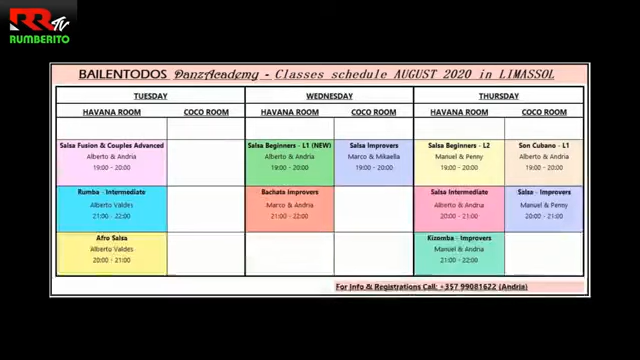 RR TV
RUMBERITO
BAILENTODOS DanzAcademy - Classes schedule AUGUST 2020 in LIMASSOL
TUESDAY WEDNESDAY THURSDAY
HAVANA ROOM COCO ROOM HAVANA ROOM COCO ROOM HAVANA ROOM COCO ROOM
Salsa Fusion & Couples Advanced
Alberto & Andria
19:00 - 20:00
Salsa Beginners - L1 (NEW)
Alberto & Andria
19:00 - 20:00
Salsa Improvers
Marco & Mikaella
19:00 - 20:00
Salsa Beginners - L2
Manuel & Penny
19:00 - 20:00
Son Cubano - L1
Alberto & Andria
19:00 - 20:00
Rumba - Intermediate
Alberto Valdes
21:00 - 22:00
Bachata Improvers
Marco & Andria
21:00 - 22:00
Salsa Intermediate
Alberto & Andria
20:00 - 21:00
Salsa - Improvers
Manuel & Penny
20:00 - 21:00
Afro Salsa
Alberto Valdes
20:00 - 21:00
Kizomba - Improvers
Manuel & Andria
21:00 - 22:00
For Info & Registrations Call: +357 99081622 (Andria)